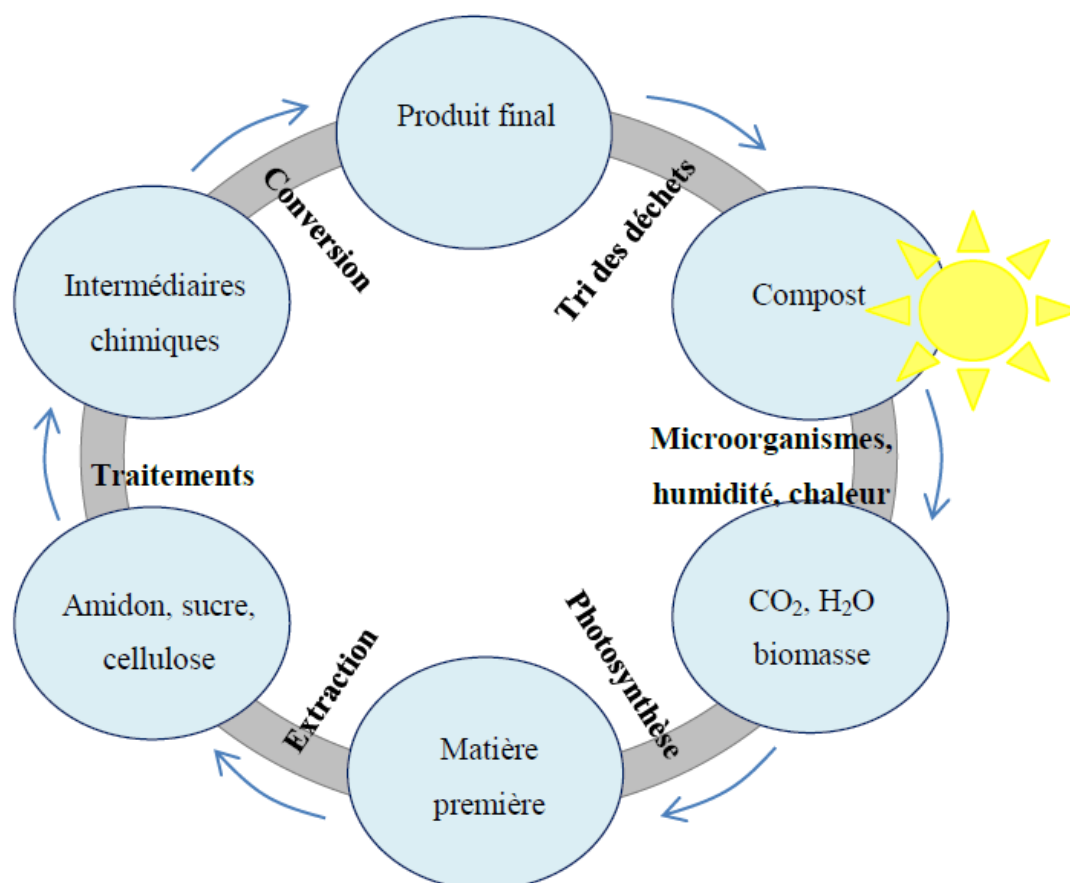 Produit final
Tri des déchets
Compost
Microorganismes,
humidité, chaleur
CO₂, H₂O
biomasse
Photosynthèse
Matière
première
Extraction
Amidon, sucre,
cellulose
Traitements
Intermédiaires
chimiques
Conversion